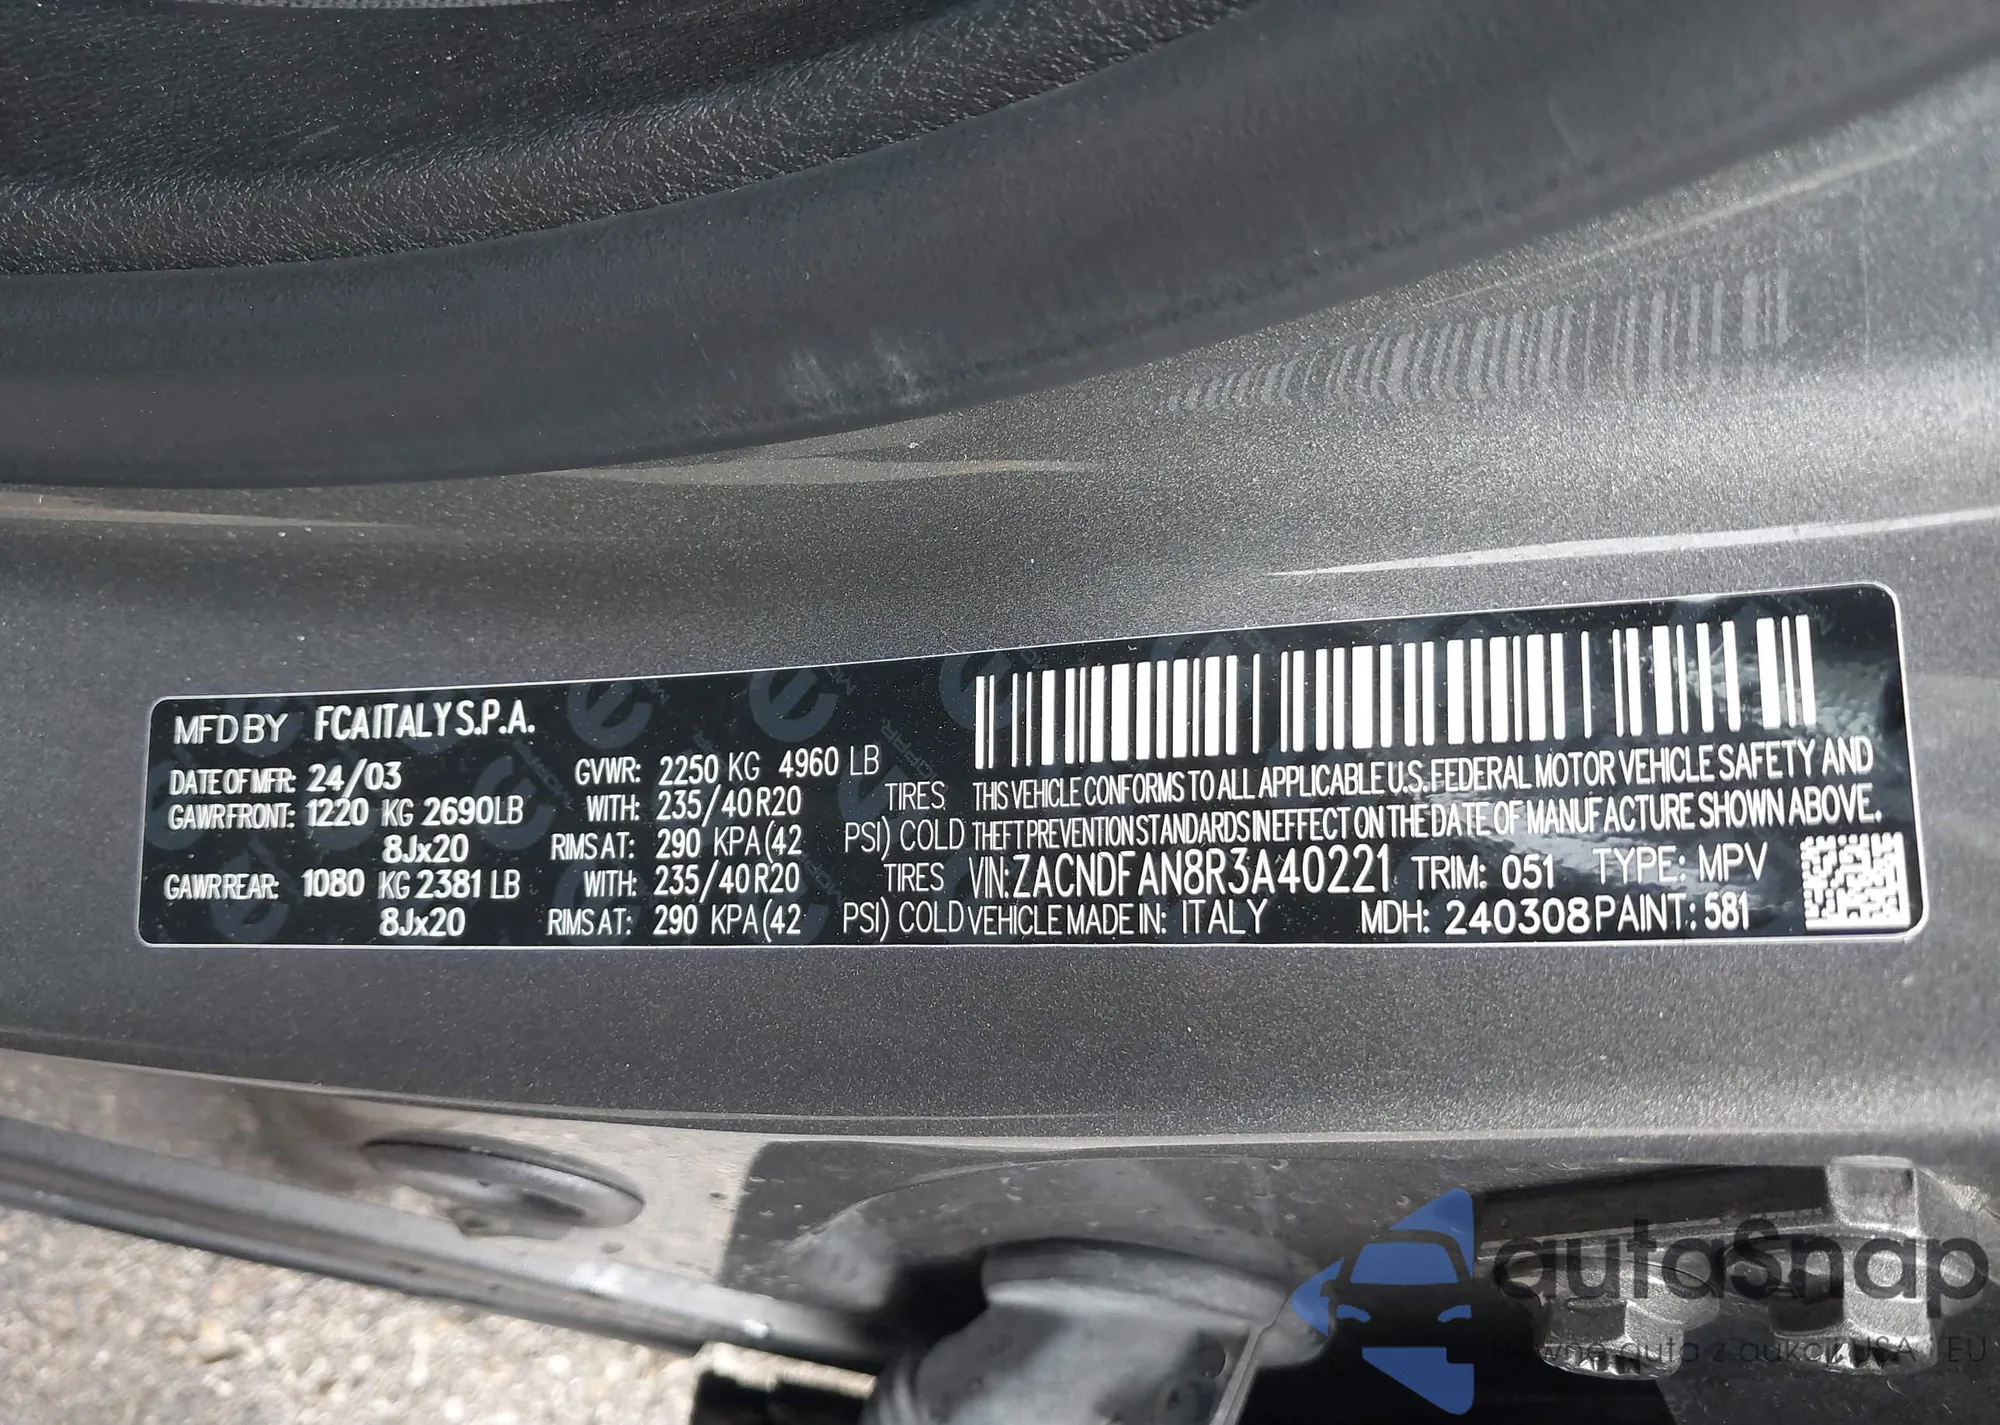 MFD BY FCA ITALY S.P.A.
DATE OF MFR: 24/03 GVWR: 2250 KG 4960 LB
GAWR FRONT: 1220 KG 2690 LB WITH: 235/40 R20 TIRES
8Jx20 RIMS AT: 290 KPA (42 PSI) COLD
GAWR REAR: 1080 KG 2381 LB WITH: 235/40 R20 TIRES
8Jx20 RIMS AT: 290 KPA (42 PSI) COLD
THIS VEHICLE CONFORMS TO ALL APPLICABLE U.S. FEDERAL MOTOR VEHICLE SAFETY AND
THEFT PREVENTION STANDARDS IN EFFECT ON THE DATE OF MANUFACTURE SHOWN ABOVE.
VIN: ZACNDFAN8R3A40221 TRIM: 051 TYPE: MPV
VEHICLE MADE IN: ITALY MDH: 240308 PAINT: 581
autoSnap
auta z aukcji USA EU